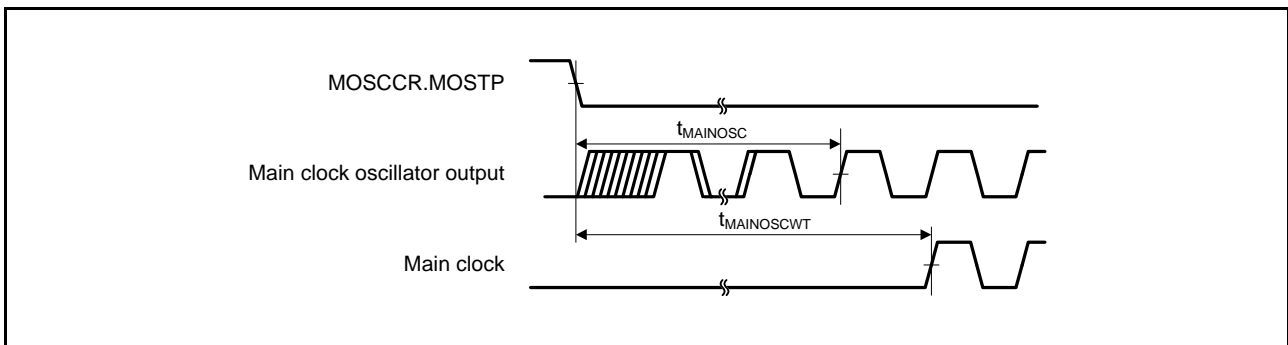 MOSCCR.MOSTP
tMAINOSC
Main clock oscillator output
tMAINOSCWT
Main clock